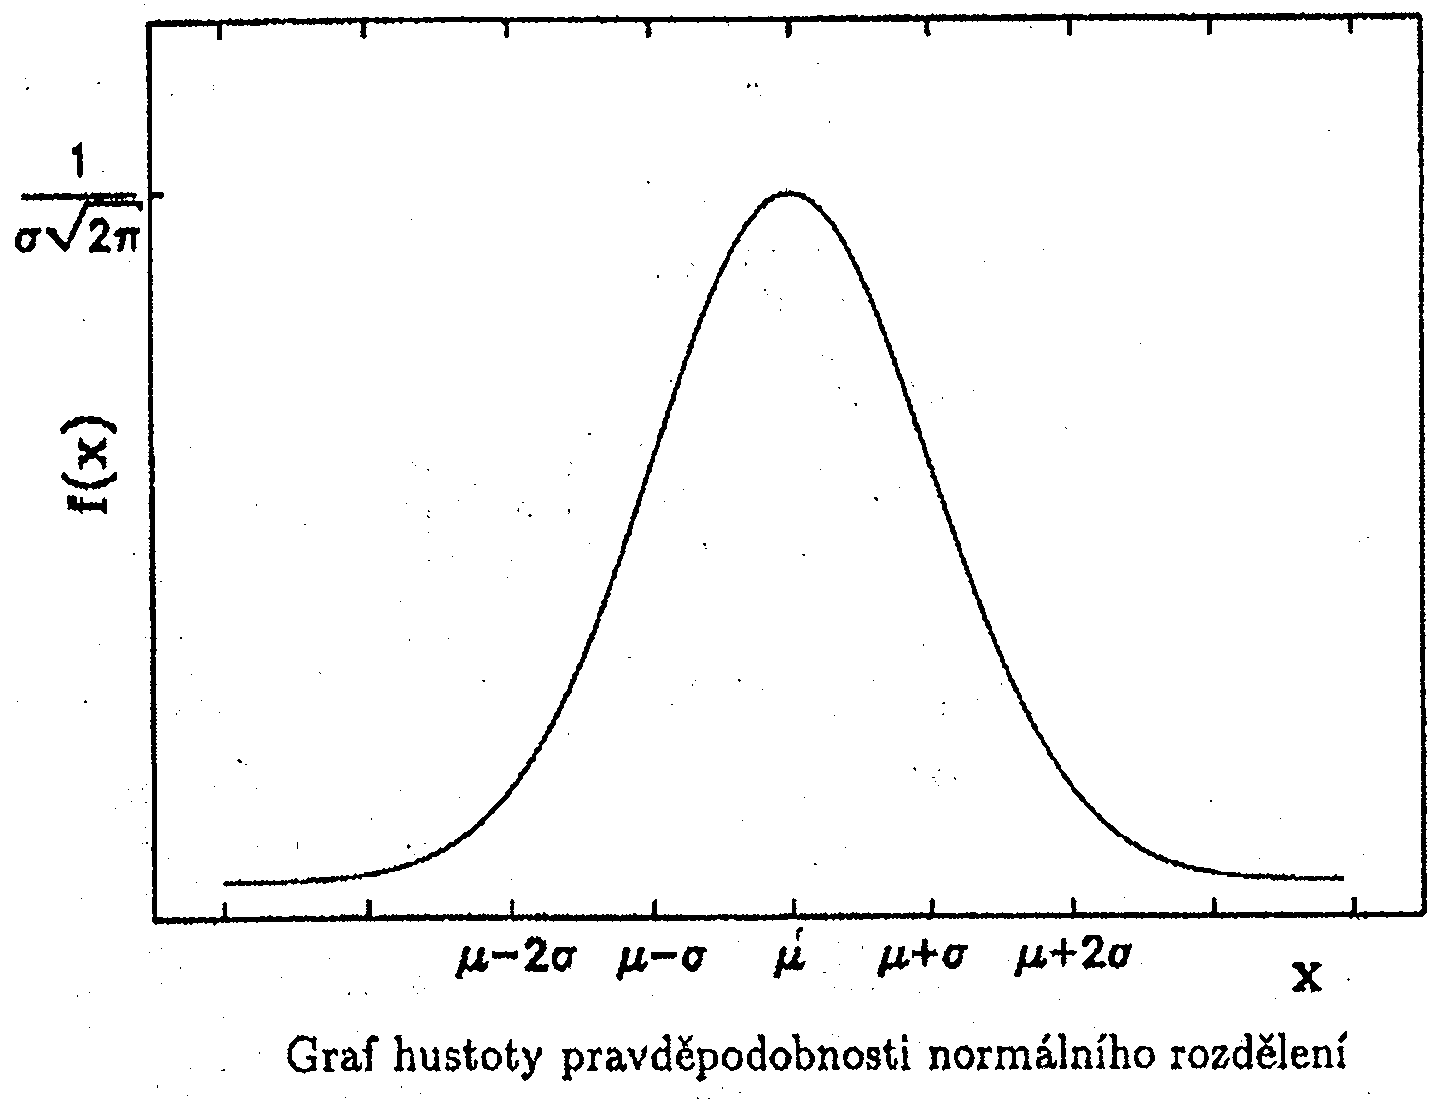 1
σ√2π
f(x)
μ−2σ μ−σ μ μ+σ μ+2σ
x
Graf hustoty pravděpodobnosti normálního rozdělení